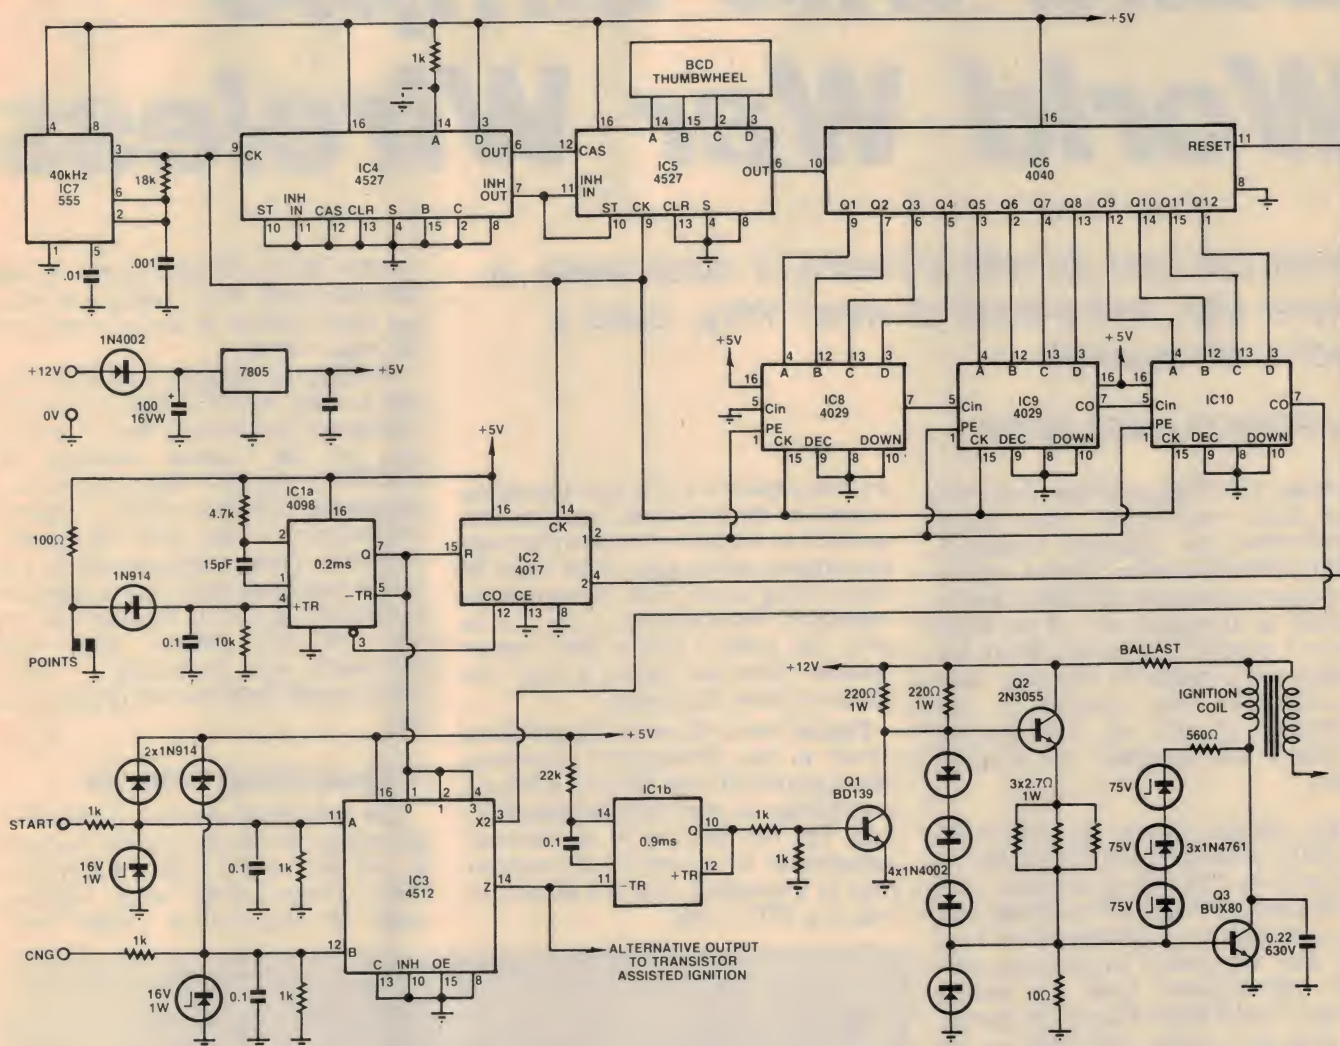 +5V
1k
BCD
THUMBWHEEL
4 8
16 14 3
16 14 15 2 3
16
A D
A B C D
RESET 11
3 9 CK
IC4
4527
OUT 6 12 CAS
IC5
4527
OUT 6 10
IC6
4040
40kHz
IC7
555
18k
6
2
INH
OUT 7 11 INH
IN
8
ST INH
IN CAS CLR S B C
10 11 12 13 4 15 2 8
ST CK CLR S
10 9 13 4 8
Q1 Q2 Q3 Q4 Q5 Q6 Q7 Q8 Q9 Q10 Q11 Q12
9 7 6 5 3 2 4 13 12 14 15 1
1 5
.01
.001
1N4002
+12V
7805
+5V
100
16VW
+
0V
+5V
+5V
4 12 13 3
4 12 13 3
4 12 13 3
16 A B C D
16 16
A B C D
A B C D
5 Cin
IC8
4029
7 5 Cin
IC9
4029
CO 7 5 Cin
IC10
CO 7
PE
1
PE
1
PE
1
CK DEC DOWN
15 9 8 10
CK DEC DOWN
15 9 8 10
CK DEC DOWN
15 9 8 10
+5V
IC1a
4098
4.7k
16
100Ω
2
15pF
1
0.2ms
Q 7
−TR 5
15 R
16 14
CK
IC2
4017
1 2
2 4
1N914
4 +TR
CO CE
12 13 8
3
0.1
10k
POINTS
BALLAST
+12V
220Ω
1W
220Ω
1W
Q2
2N3055
IGNITION
COIL
560Ω
+5V
2x1N914
22k
IC1b
Q1
BD139
3x2.7Ω
1W
75V
START
1k
11 A
16 1 2 4
0 1 3
X2 3
14
0.1
0.9ms
Q 10
1k
+TR 12
1k
75V
3x1N4761
16V
1W
0.1
1k
IC3
4512
Z 14
11 −TR
4x1N4002
75V
Q3
BUX80
CNG
1k
12 B
ALTERNATIVE OUTPUT
TO TRANSISTOR
ASSISTED IGNITION
0.22
630V
C INH OE
13 10 15 8
16V
1W
0.1
1k
10Ω